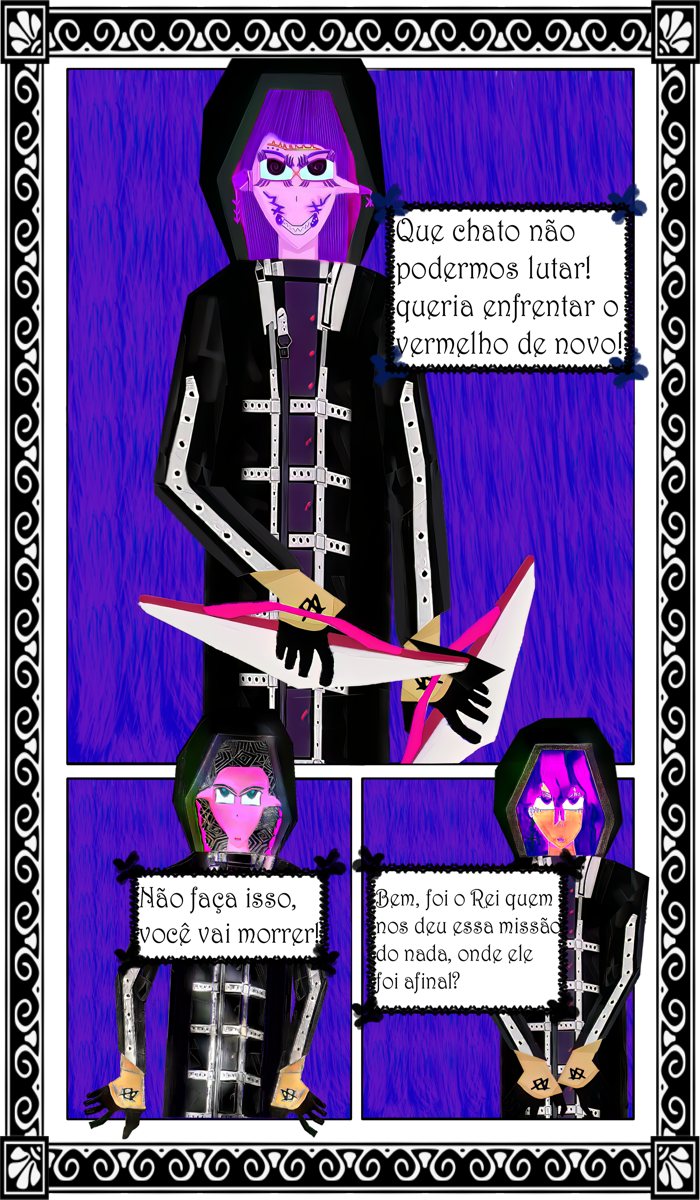 Que chato não
podermos lutar!
queria enfrentar o
vermelho de novo!
Não faça isso,
você vai morrer!
Bem, foi o Rei quem
nos deu essa missão
do nada, onde ele
foi afinal?